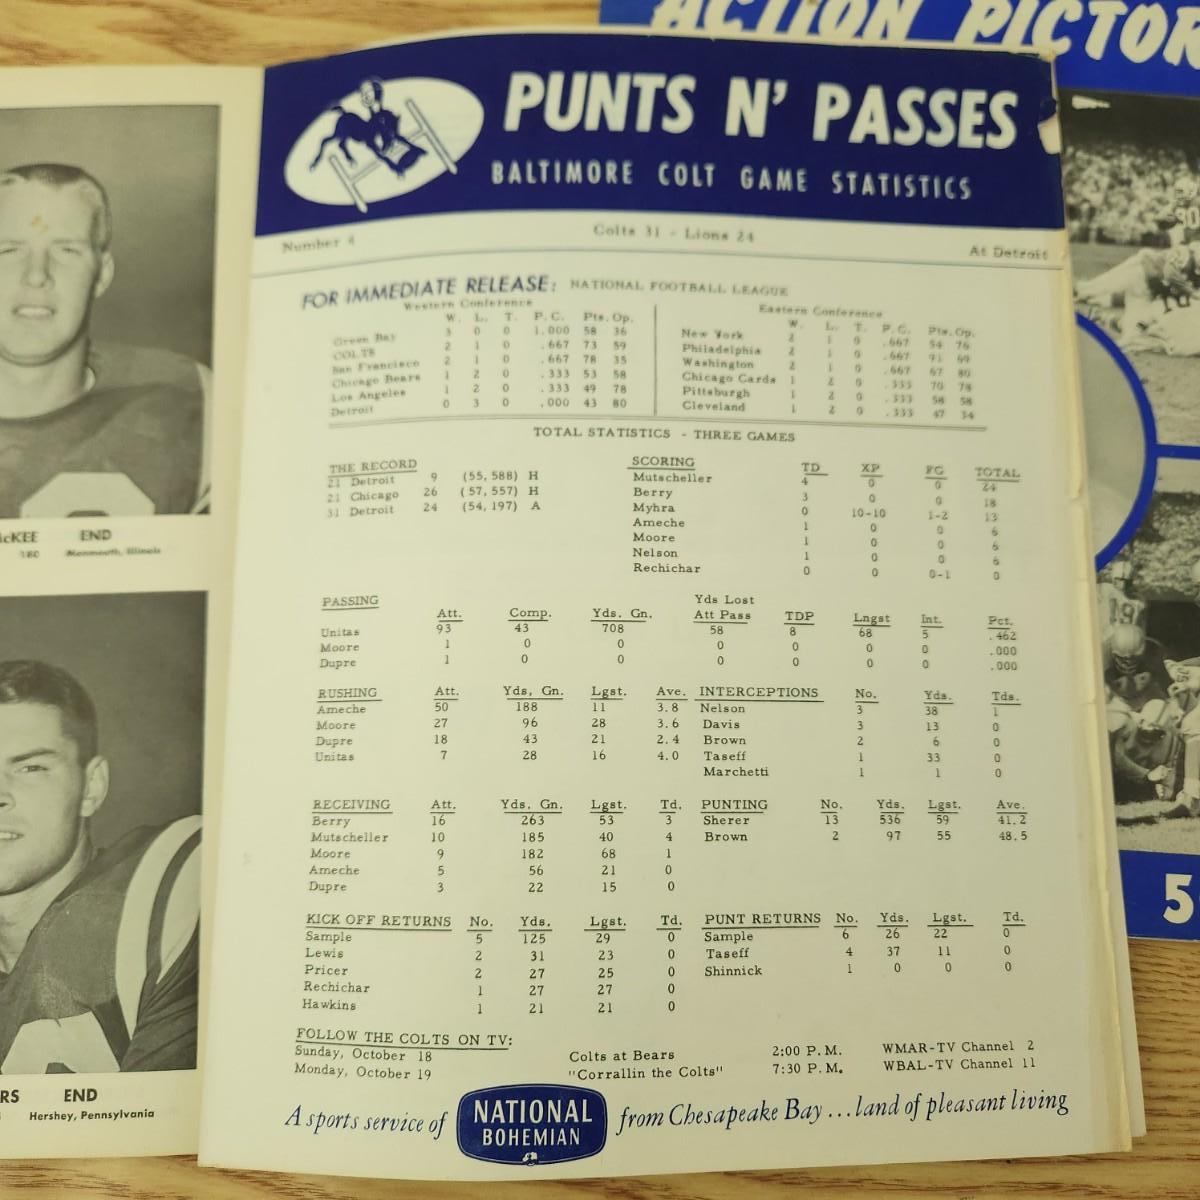 ACTION PICTOR
PUNTS N' PASSES
BALTIMORE COLT GAME STATISTICS
Number 4 Colts 31 - Lions 24 At Detroit
FOR IMMEDIATE RELEASE: NATIONAL FOOTBALL LEAGUE
Western Conference
W. L. T. P.C. Pts. Op.
Green Bay 3 0 0 1.000 58 36
COLTS 2 1 0 .667 73 59
San Francisco 2 1 0 .667 78 35
Chicago Bears 1 2 0 .333 53 58
Los Angeles 1 2 0 .333 49 78
Detroit 0 3 0 .000 43 80
Eastern Conference
W. L. T. P.C. Pts. Op.
New York 2 1 0 .667 54 76
Philadelphia 2 1 0 .667 91 69
Washington 2 1 0 .667 67 80
Chicago Cards 1 2 0 .333 70 78
Pittsburgh 1 2 0 .333 58 58
Cleveland 1 2 0 .333 47 34
TOTAL STATISTICS - THREE GAMES
THE RECORD
21 Detroit 9 (55, 588) H
21 Chicago 26 (57, 557) H
31 Detroit 24 (54, 197) A
SCORING TD XP FG TOTAL
Mutscheller 4 0 0 24
Berry 3 0 0 18
Myhra 0 10-10 1-2 13
Ameche 1 0 0 6
Moore 1 0 0 6
Nelson 1 0 0 6
Rechichar 0 0 0-1 0
PASSING Att. Comp. Yds. Gn. Yds Lost Att Pass TDP Lngst Int. Pct.
Unitas 93 43 708 58 8 68 5 .462
Moore 1 0 0 0 0 0 0 .000
Dupre 1 0 0 0 0 0 0 .000
RUSHING Att. Yds, Gn. Lgst. Ave.
Ameche 50 188 11 3.8
Moore 27 96 28 3.6
Dupre 18 43 21 2.4
Unitas 7 28 16 4.0
INTERCEPTIONS No. Yds. Tds.
Nelson 3 38 1
Davis 3 13 0
Brown 2 6 0
Taseff 1 33 0
Marchetti 1 1 0
RECEIVING Att. Yds, Gn. Lgst. Td.
Berry 16 263 53 3
Mutscheller 10 185 40 4
Moore 9 182 68 1
Ameche 5 56 21 0
Dupre 3 22 15 0
PUNTING No. Yds. Lgst. Ave.
Sherer 13 536 59 41.2
Brown 2 97 55 48.5
KICK OFF RETURNS No. Yds. Lgst. Td.
Sample 5 125 29 0
Lewis 2 31 23 0
Pricer 2 27 25 0
Rechichar 1 27 27 0
Hawkins 1 21 21 0
PUNT RETURNS No. Yds. Lgst. Td.
Sample 6 26 22 0
Taseff 4 37 11 0
Shinnick 1 0 0 0
FOLLOW THE COLTS ON TV:
Sunday, October 18 Colts at Bears 2:00 P.M. WMAR-TV Channel 2
Monday, October 19 "Corrallin the Colts" 7:30 P.M. WBAL-TV Channel 11
A sports service of NATIONAL BOHEMIAN from Chesapeake Bay ... land of pleasant living
cKEE END
180 Monmouth, Illinois
RS END
Hershey, Pennsylvania
5